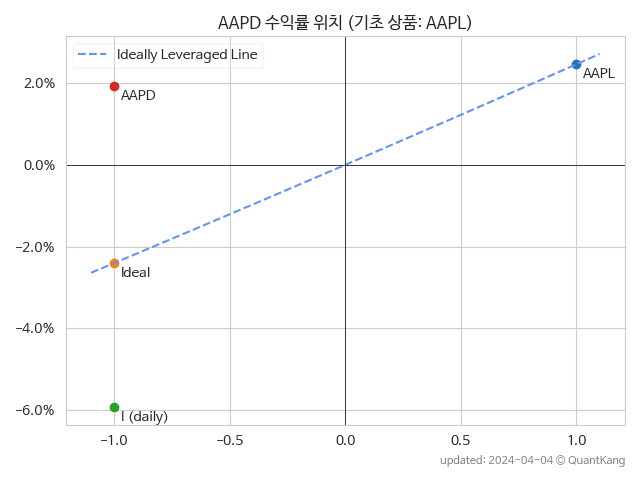 AAPD 수익률 위치 (기초 상품: AAPL)
Ideally Leveraged Line
2.0%
AAPD
AAPL
0.0%
−2.0%
Ideal
−4.0%
−6.0%
I (daily)
−1.0
−0.5
0.0
0.5
1.0
updated: 2024-04-04 © QuantKang